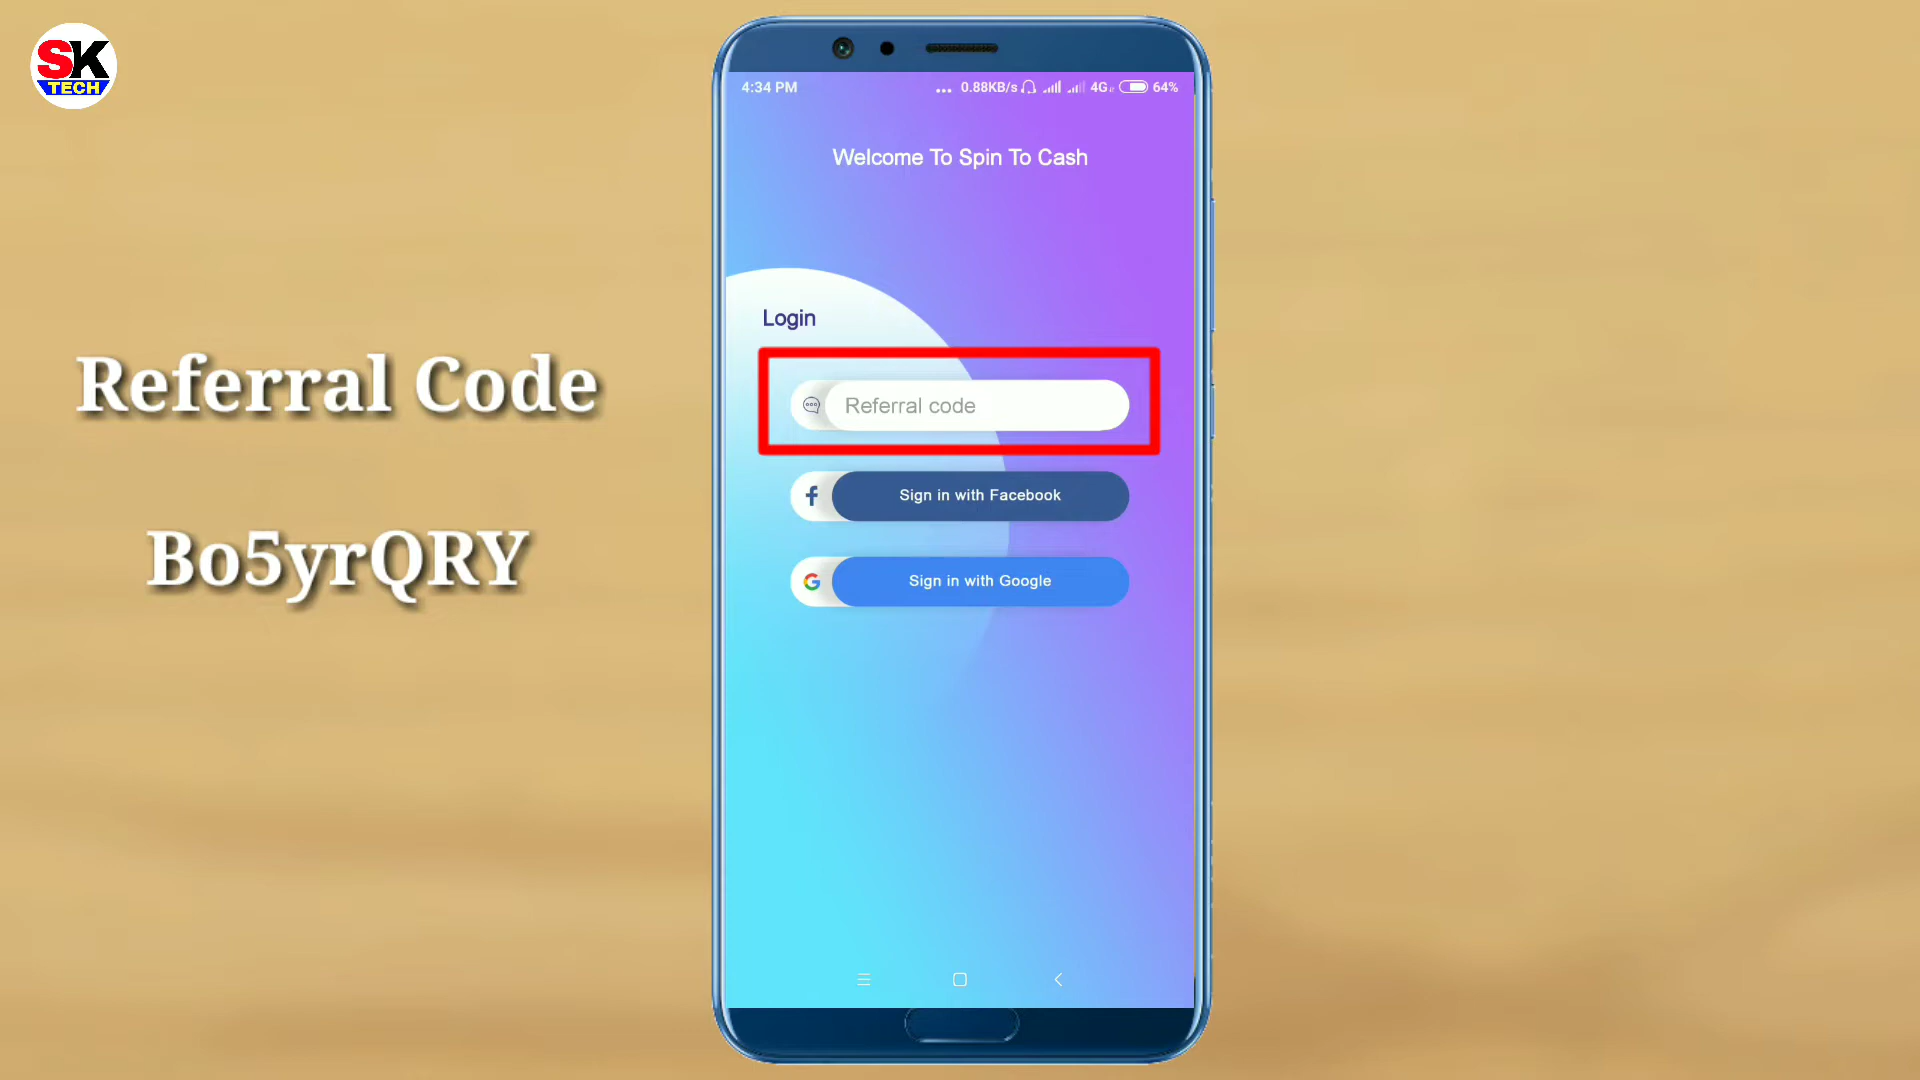 SK
TECH
4:34 PM
... 0.88KB/s 4G 64%
Welcome To Spin To Cash
Login
Referral code
Sign in with Facebook
Sign in with Google
Referral Code
Bo5yrQRY